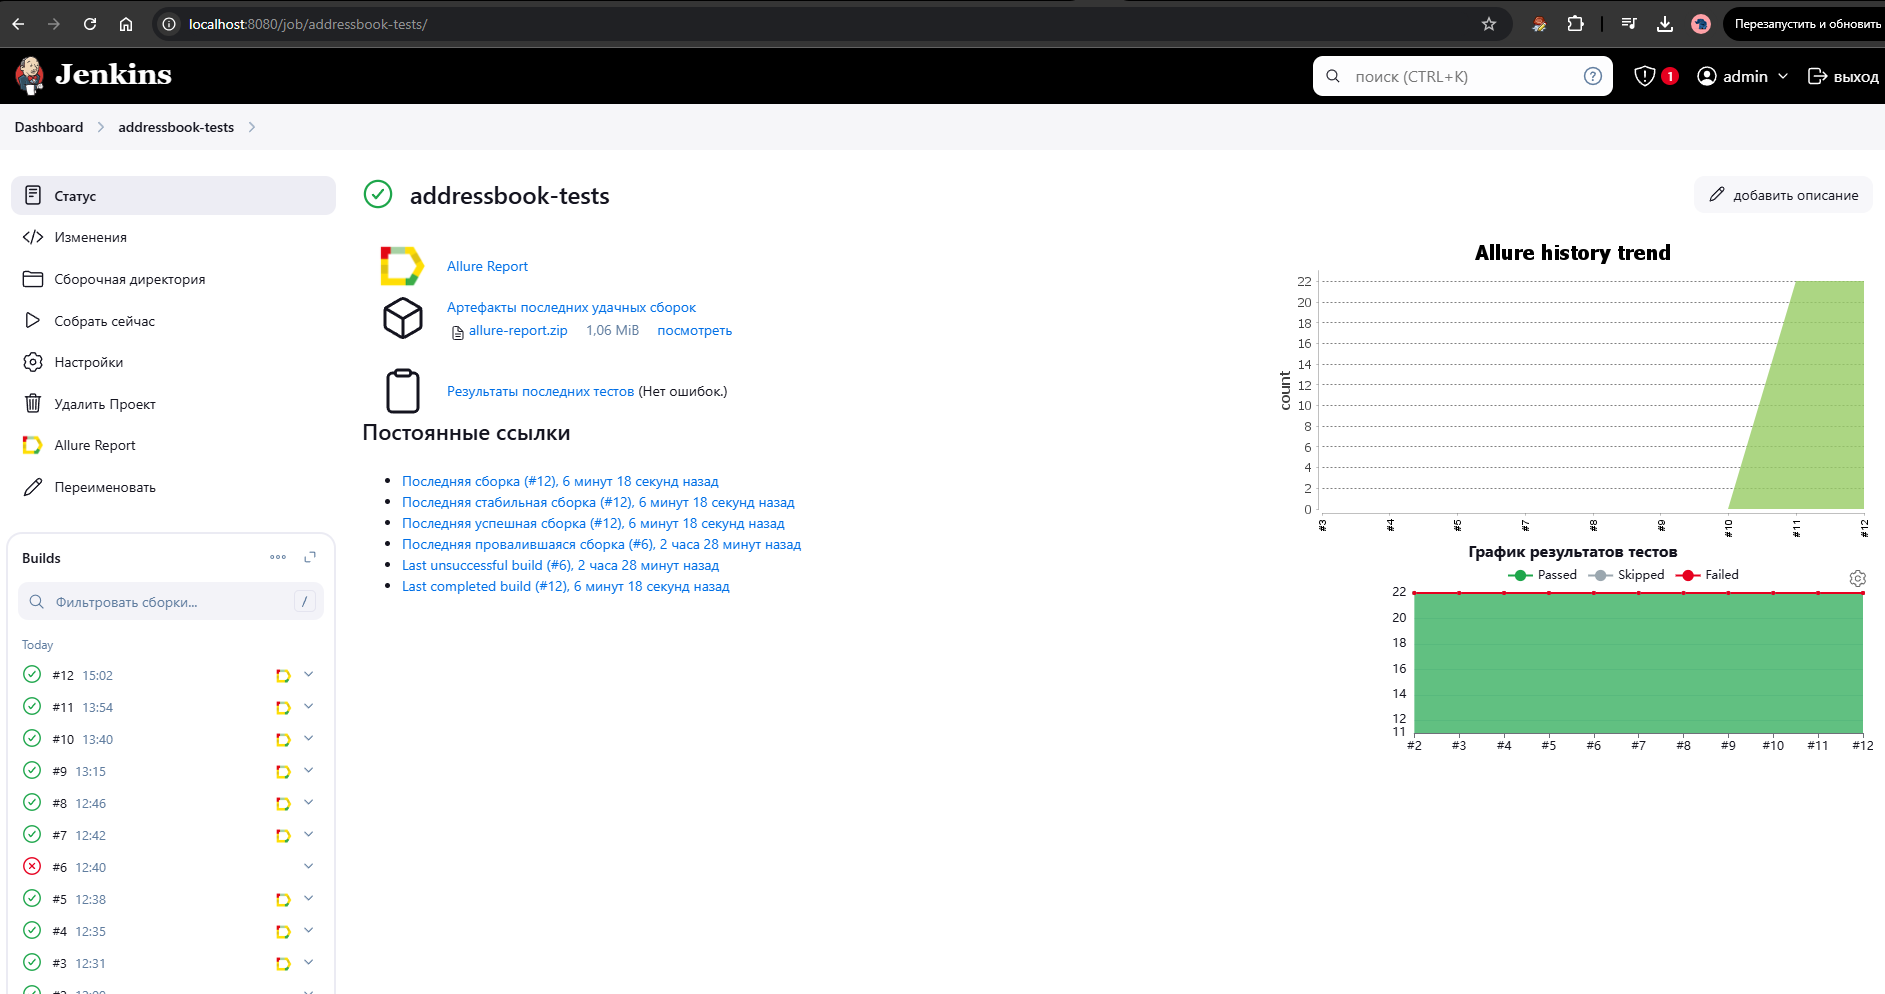 localhost:8080/job/addressbook-tests/
Перезапустить и обновить
Jenkins
поиск (CTRL+K)
?
1
admin
выход
Dashboard
addressbook-tests
Статус
Изменения
Сборочная директория
Собрать сейчас
Настройки
Удалить Проект
Allure Report
Переименовать
Builds
Фильтровать сборки...
/
Today
#12 15:02
#11 13:54
#10 13:40
#9 13:15
#8 12:46
#7 12:42
#6 12:40
#5 12:38
#4 12:35
#3 12:31
addressbook-tests
добавить описание
Allure Report
Артефакты последних удачных сборок
allure-report.zip 1,06 MiB посмотреть
Результаты последних тестов (Нет ошибок.)
Постоянные ссылки
Последняя сборка (#12), 6 минут 18 секунд назад
Последняя стабильная сборка (#12), 6 минут 18 секунд назад
Последняя успешная сборка (#12), 6 минут 18 секунд назад
Последняя провалившаяся сборка (#6), 2 часа 28 минут назад
Last unsuccessful build (#6), 2 часа 28 минут назад
Last completed build (#12), 6 минут 18 секунд назад
Allure history trend
count
22
20
18
16
14
12
10
8
6
4
2
0
#3 #4 #5 #7 #8 #9 #10 #11 #12
График результатов тестов
Passed Skipped Failed
22
20
18
16
14
12
11
#2 #3 #4 #5 #6 #7 #8 #9 #10 #11 #12